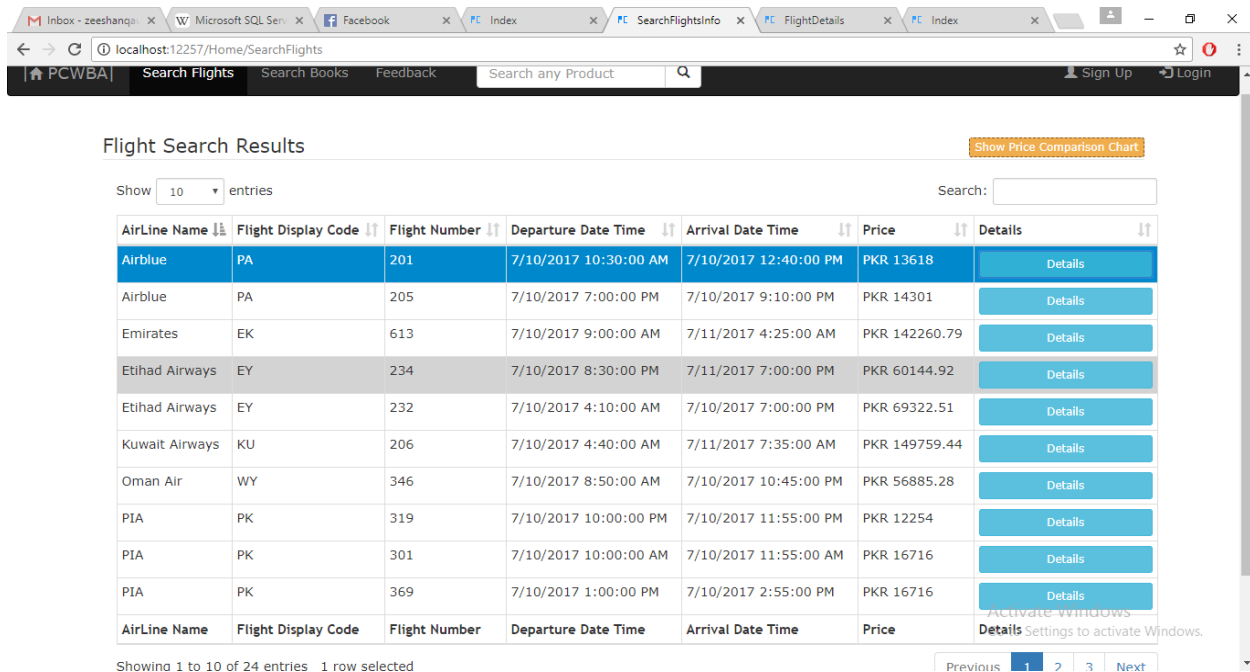 Inbox - zeeshanqa Microsoft SQL Ser Facebook Index SearchFlightsInfo FlightDetails Index
localhost:12257/Home/SearchFlights
|PCWBA| Search Flights Search Books Feedback Search any Product Sign Up Login
Flight Search Results Show Price Comparison Chart
Show 10 entries Search:
AirLine Name Flight Display Code Flight Number Departure Date Time Arrival Date Time Price Details
Airblue PA 201 7/10/2017 10:30:00 AM 7/10/2017 12:40:00 PM PKR 13618 Details
Airblue PA 205 7/10/2017 7:00:00 PM 7/10/2017 9:10:00 PM PKR 14301 Details
Emirates EK 613 7/10/2017 9:00:00 AM 7/11/2017 4:25:00 AM PKR 142260.79 Details
Etihad Airways EY 234 7/10/2017 8:30:00 PM 7/11/2017 7:00:00 PM PKR 60144.92 Details
Etihad Airways EY 232 7/10/2017 4:10:00 AM 7/10/2017 7:00:00 PM PKR 69322.51 Details
Kuwait Airways KU 206 7/10/2017 4:40:00 AM 7/11/2017 7:35:00 AM PKR 149759.44 Details
Oman Air WY 346 7/10/2017 8:50:00 AM 7/10/2017 10:45:00 PM PKR 56885.28 Details
PIA PK 319 7/10/2017 10:00:00 PM 7/10/2017 11:55:00 PM PKR 12254 Details
PIA PK 301 7/10/2017 10:00:00 AM 7/10/2017 11:55:00 AM PKR 16716 Details
PIA PK 369 7/10/2017 1:00:00 PM 7/10/2017 2:55:00 PM PKR 16716 Details
Activate Windows
AirLine Name Flight Display Code Flight Number Departure Date Time Arrival Date Time Price Details
Settings to activate Windows.
Showing 1 to 10 of 24 entries 1 row selected Previous 1 2 3 Next